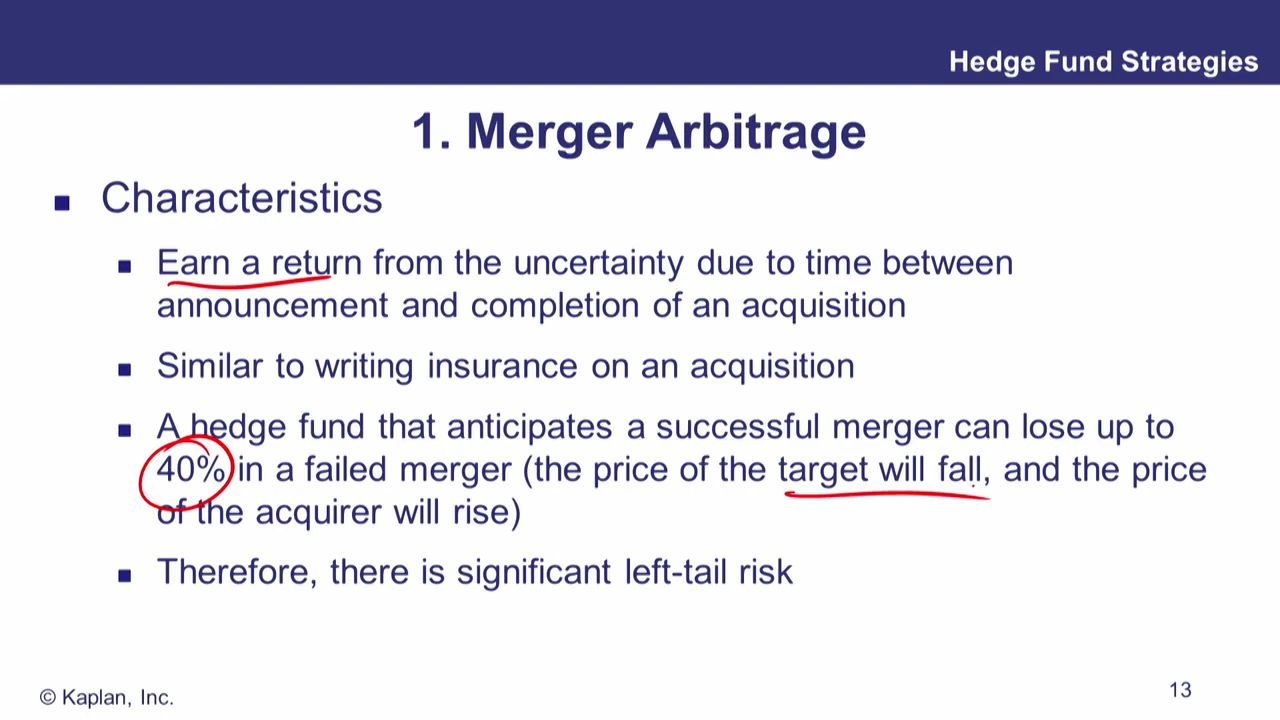 Hedge Fund Strategies
1. Merger Arbitrage
Characteristics
Earn a return from the uncertainty due to time between
announcement and completion of an acquisition
Similar to writing insurance on an acquisition
A hedge fund that anticipates a successful merger can lose up to
40% in a failed merger (the price of the target will fall, and the price
of the acquirer will rise)
Therefore, there is significant left-tail risk
© Kaplan, Inc.
13